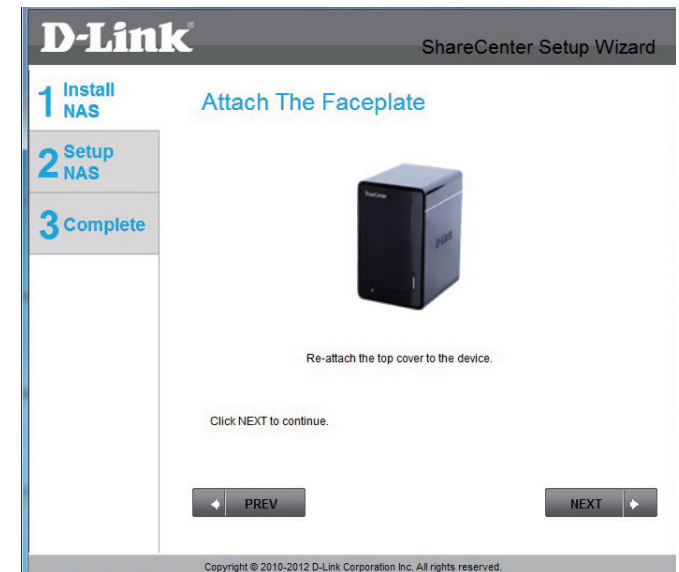 D-Link®
ShareCenter Setup Wizard
1 Install
NAS
2 Setup
NAS
3 Complete
Attach The Faceplate
ShareCenter
D-Link
Re-attach the top cover to the device.
Click NEXT to continue.
PREV
NEXT
Copyright © 2010-2012 D-Link Corporation Inc. All rights reserved.